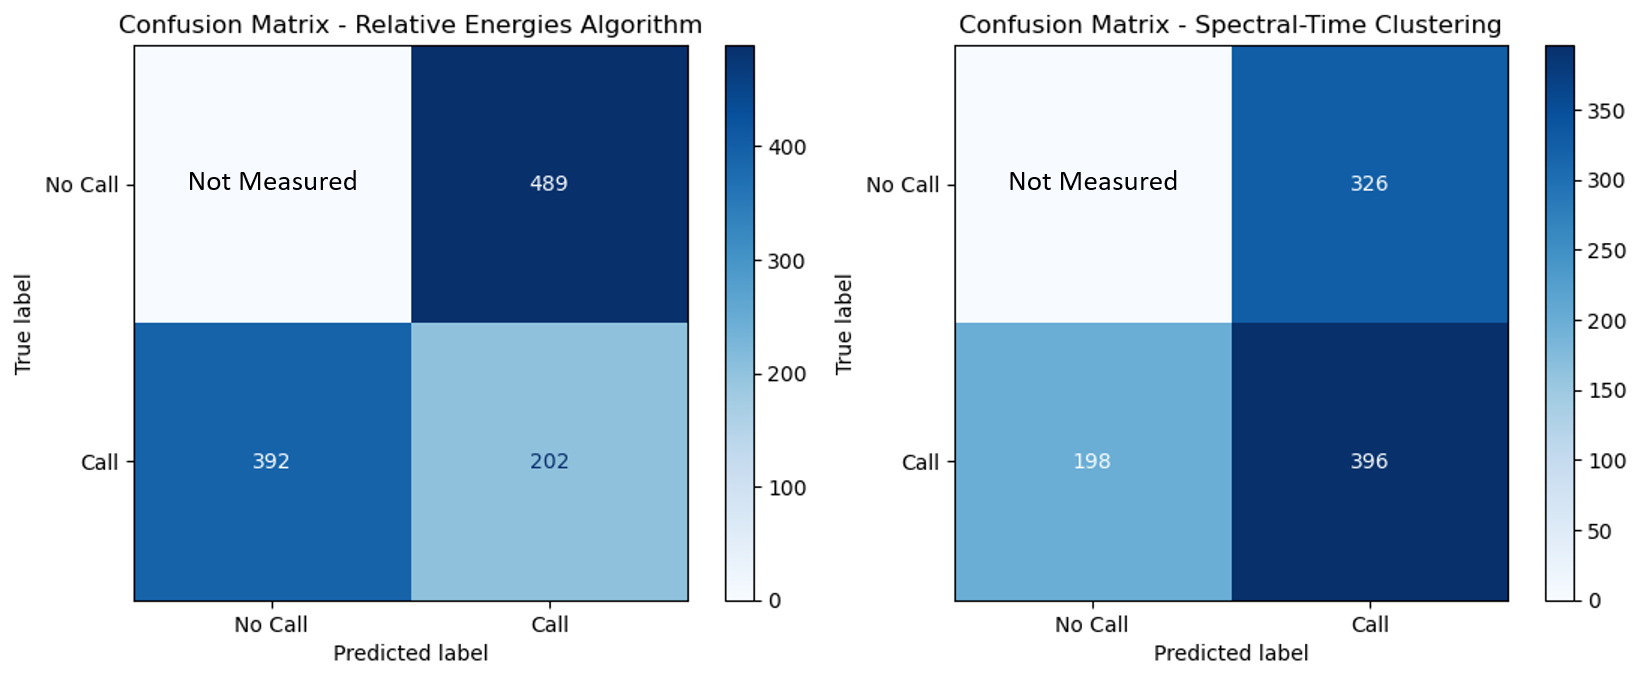 Confusion Matrix - Relative Energies Algorithm
No Call
Call
True label
Not Measured
489
392
202
No Call
Call
Predicted label
400
300
200
100
0
Confusion Matrix - Spectral-Time Clustering
No Call
Call
True label
Not Measured
326
198
396
No Call
Call
Predicted label
350
300
250
200
150
100
50
0